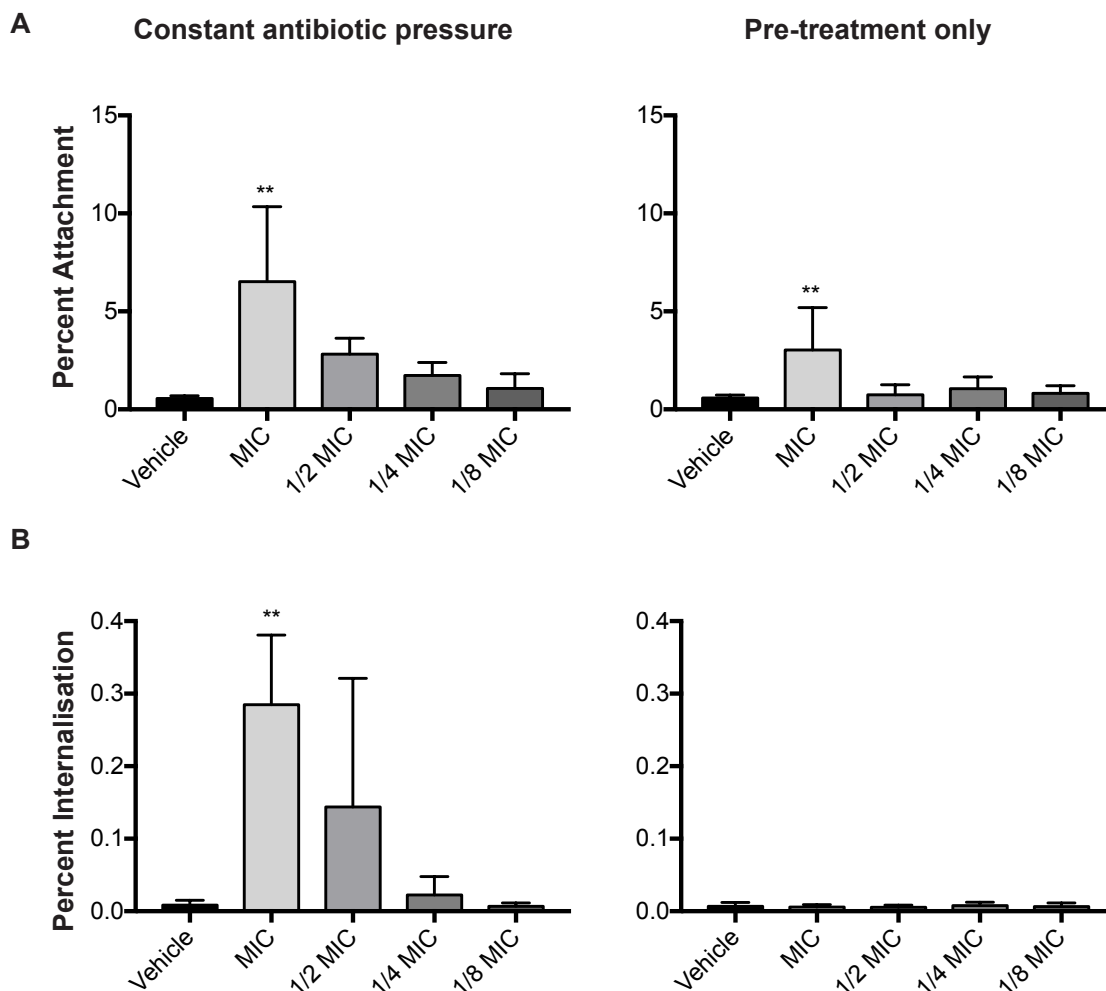 A
Constant antibiotic pressure
Pre-treatment only
Percent Attachment
15
10
5
0
**
Vehicle
MIC
1/2 MIC
1/4 MIC
1/8 MIC
15
10
5
0
**
Vehicle
MIC
1/2 MIC
1/4 MIC
1/8 MIC
B
Percent Internalisation
0.4
0.3
0.2
0.1
0.0
**
Vehicle
MIC
1/2 MIC
1/4 MIC
1/8 MIC
0.4
0.3
0.2
0.1
0.0
Vehicle
MIC
1/2 MIC
1/4 MIC
1/8 MIC